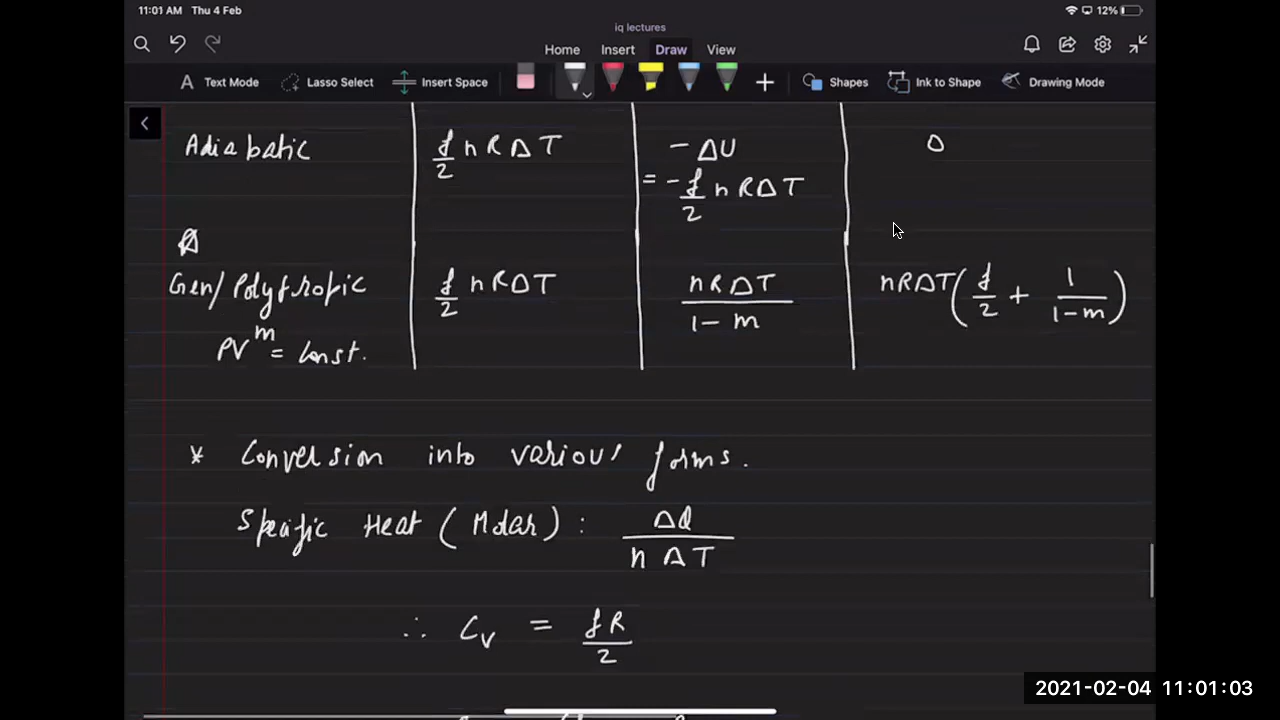 11:01 AM Thu 4 Feb 12%
iq lectures
Home Insert Draw View
Text Mode Lasso Select Insert Space Shapes Ink to Shape Drawing Mode
Adiabatic f/2 nRΔT -ΔU 0
= -f/2 nRΔT
Gen/Polytropic f/2 nRΔT nRΔT/(1-m) nRΔT(f/2 + 1/(1-m))
PV^m = Const.
* Conversion into various forms.
Specific Heat (Molar): ΔQ/(nΔT)
∴ Cv = fR/2
2021-02-04 11:01:03